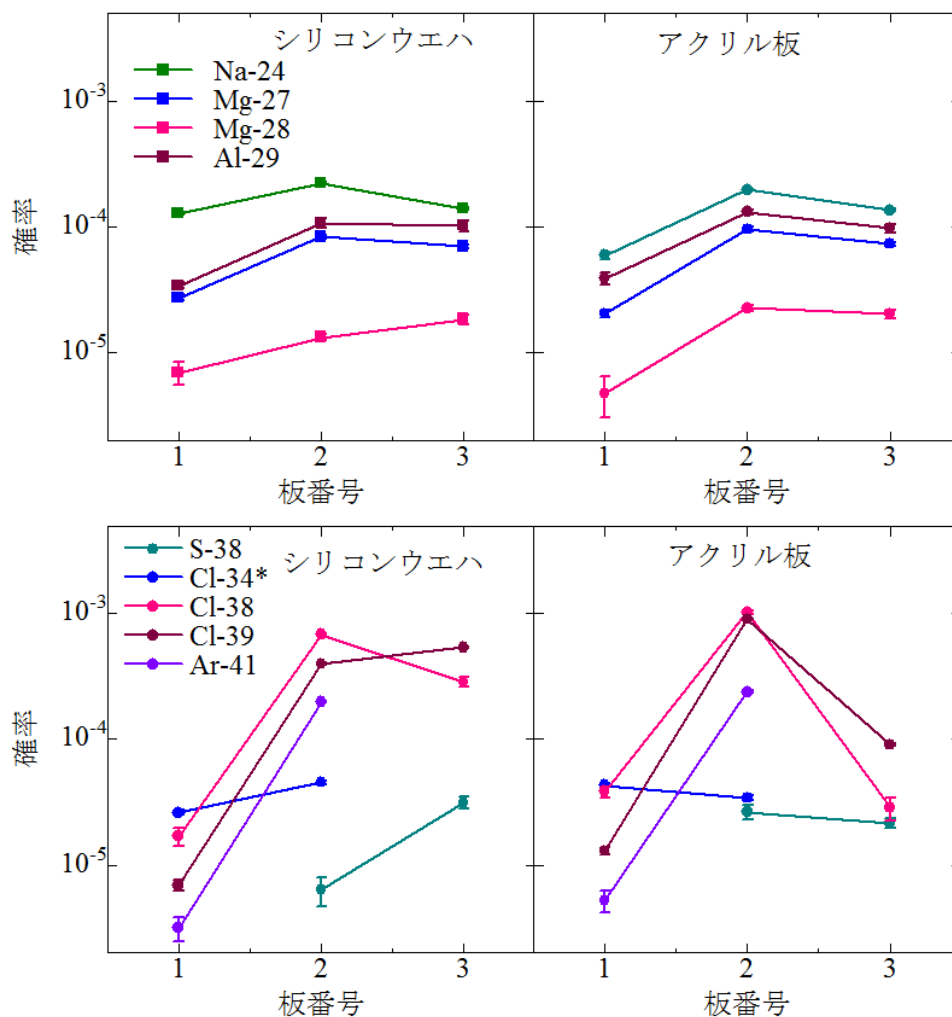 シリコンウエハ
アクリル板
Na-24
Mg-27
Mg-28
Al-29
10-3
10-4
10-5
確率
1 2 3
1 2 3
板番号
板番号
S-38
Cl-34*
Cl-38
Cl-39
Ar-41
シリコンウエハ
アクリル板
10-3
10-4
10-5
確率
1 2 3
1 2 3
板番号
板番号